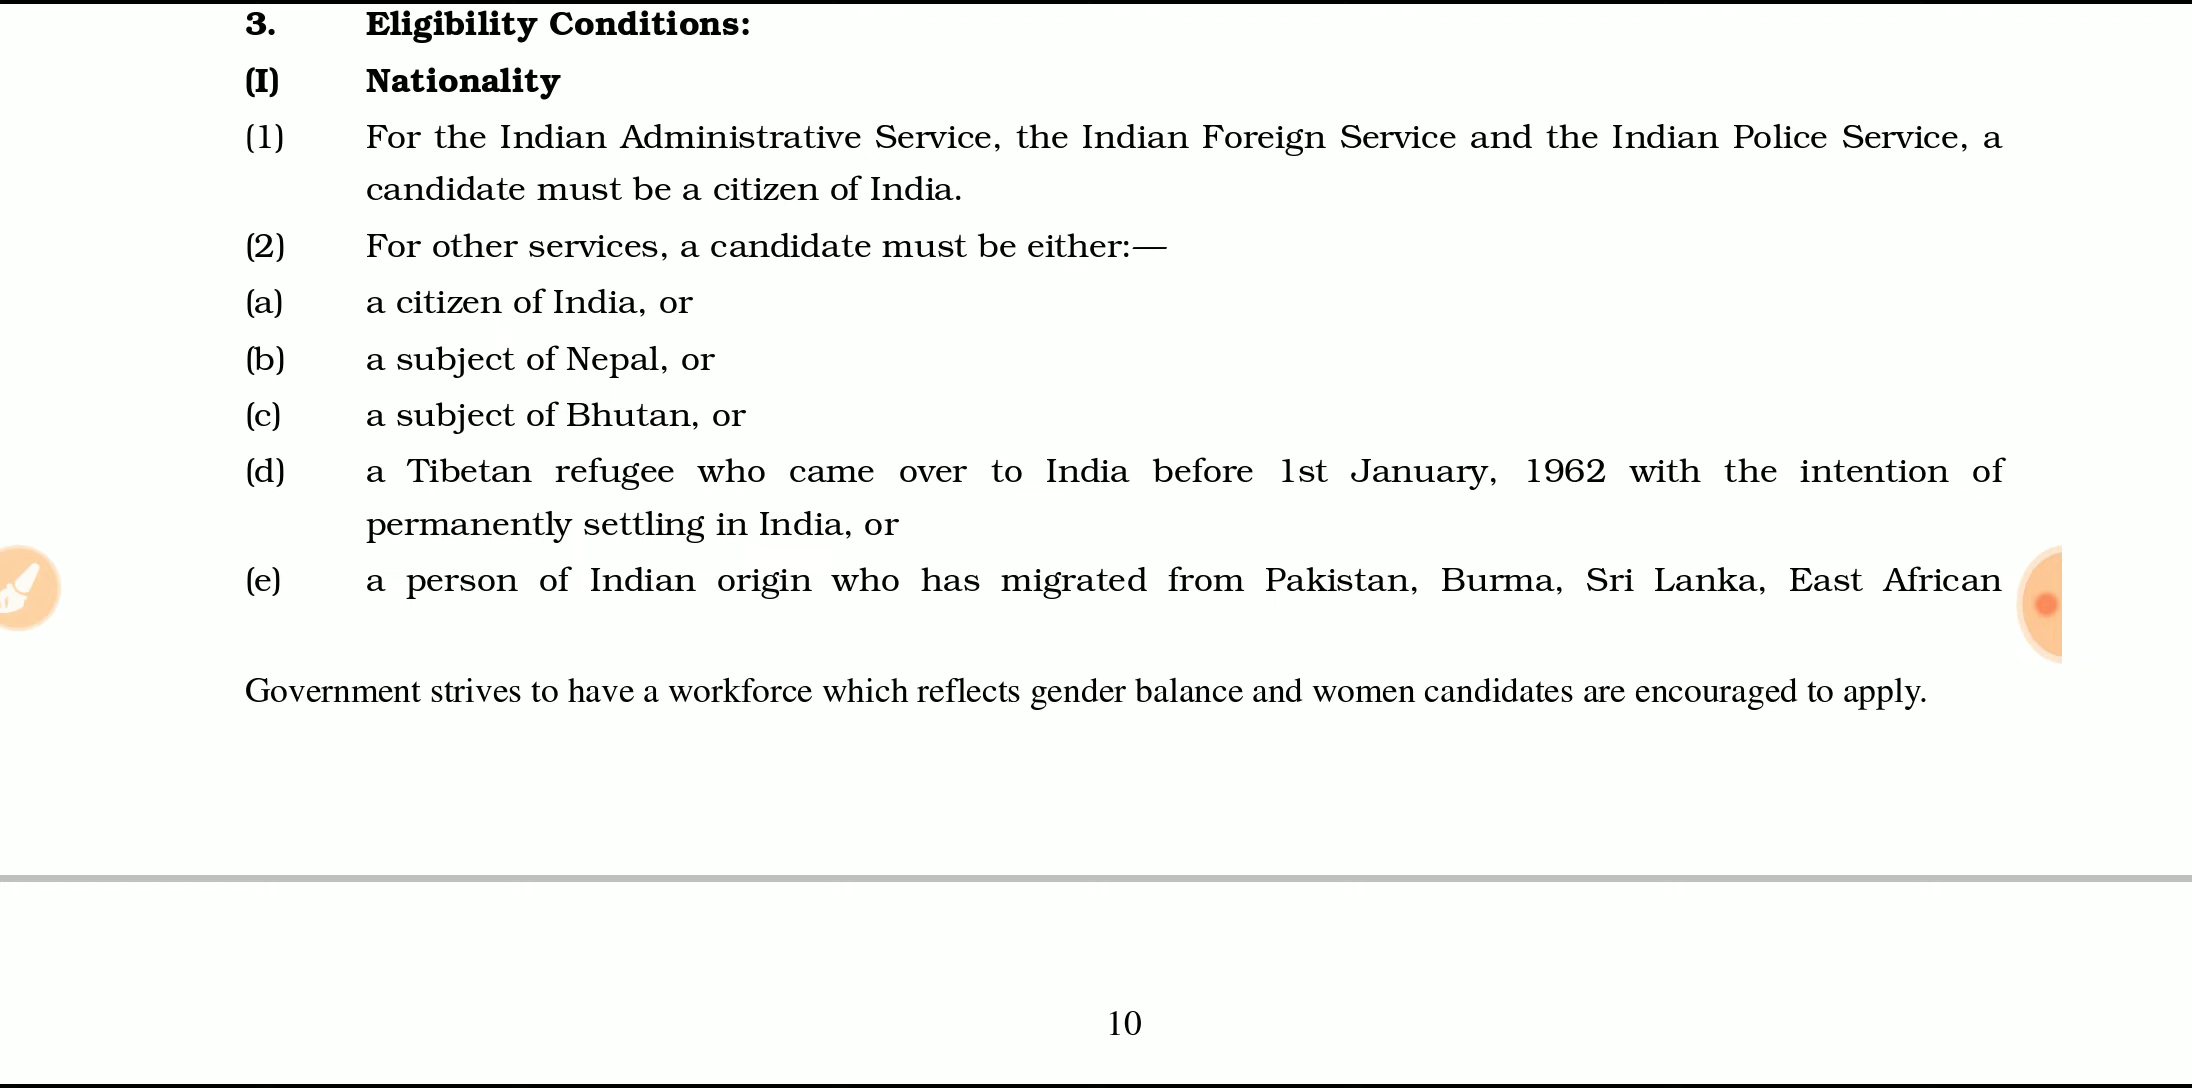 3. Eligibility Conditions:
(I) Nationality
(1) For the Indian Administrative Service, the Indian Foreign Service and the Indian Police Service, a
candidate must be a citizen of India.
(2) For other services, a candidate must be either:—
(a) a citizen of India, or
(b) a subject of Nepal, or
(c) a subject of Bhutan, or
(d) a Tibetan refugee who came over to India before 1st January, 1962 with the intention of
permanently settling in India, or
(e) a person of Indian origin who has migrated from Pakistan, Burma, Sri Lanka, East African
Government strives to have a workforce which reflects gender balance and women candidates are encouraged to apply.
10